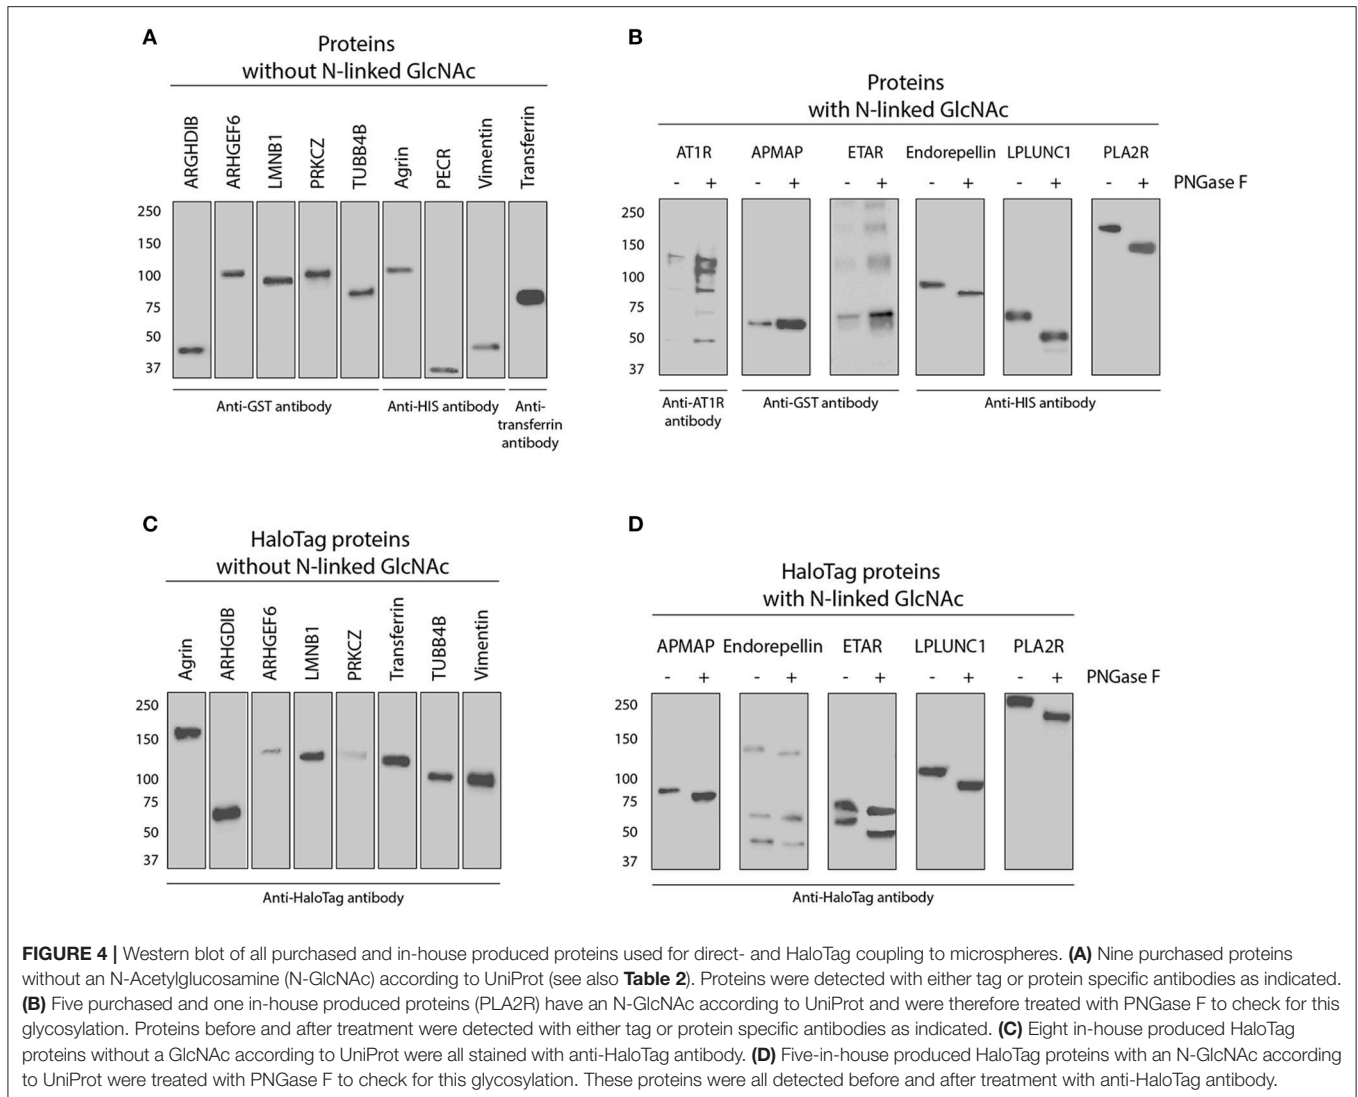 A
Proteins
without N-linked GlcNAc
ARGHDIB
ARHGEF6
LMNB1
PRKCZ
TUBB4B
Agrin
PECR
Vimentin
Transferrin
250
150
100
75
50
37
Anti-GST antibody
Anti-HIS antibody
Anti-
transferrin
antibody
B
Proteins
with N-linked GlcNAc
AT1R APMAP ETAR Endorepellin LPLUNC1 PLA2R
- + - + - + - + - + - + PNGase F
250
150
100
75
50
37
Anti-AT1R
antibody
Anti-GST antibody
Anti-HIS antibody
C
HaloTag proteins
without N-linked GlcNAc
Agrin
ARHGDIB
ARHGEF6
LMNB1
PRKCZ
Transferrin
TUBB4B
Vimentin
250
150
100
75
50
37
Anti-HaloTag antibody
D
HaloTag proteins
with N-linked GlcNAc
APMAP Endorepellin ETAR LPLUNC1 PLA2R
- + - + - + - + - + PNGase F
250
150
100
75
50
37
Anti-HaloTag antibody
FIGURE 4 | Western blot of all purchased and in-house produced proteins used for direct- and HaloTag coupling to microspheres. (A) Nine purchased proteins
without an N-Acetylglucosamine (N-GlcNAc) according to UniProt (see also Table 2). Proteins were detected with either tag or protein specific antibodies as indicated.
(B) Five purchased and one in-house produced proteins (PLA2R) have an N-GlcNAc according to UniProt and were therefore treated with PNGase F to check for this
glycosylation. Proteins before and after treatment were detected with either tag or protein specific antibodies as indicated. (C) Eight in-house produced HaloTag
proteins without a GlcNAc according to UniProt were all stained with anti-HaloTag antibody. (D) Five-in-house produced HaloTag proteins with an N-GlcNAc according
to UniProt were treated with PNGase F to check for this glycosylation. These proteins were all detected before and after treatment with anti-HaloTag antibody.